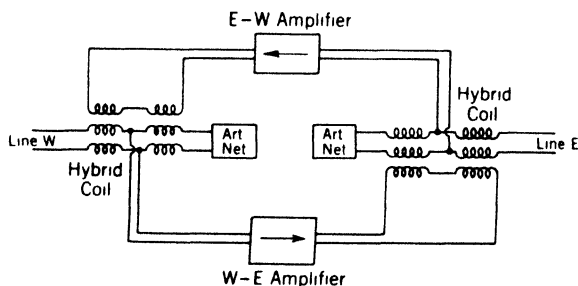 E-W Amplifier
Hybrid
Coil
Line W
Art
Net
Art
Net
Line E
Hybrid
Coil
W-E Amplifier